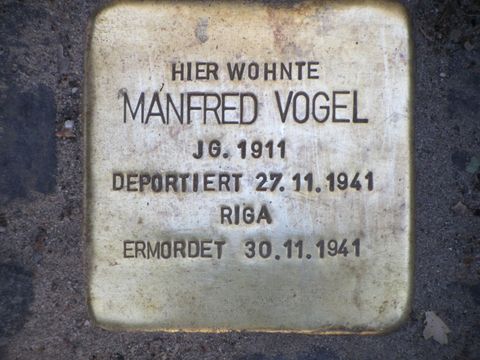 HIER WOHNTE
MANFRED VOGEL
JG. 1911
DEPORTIERT 27.11.1941
RIGA
ERMORDET 30.11.1941